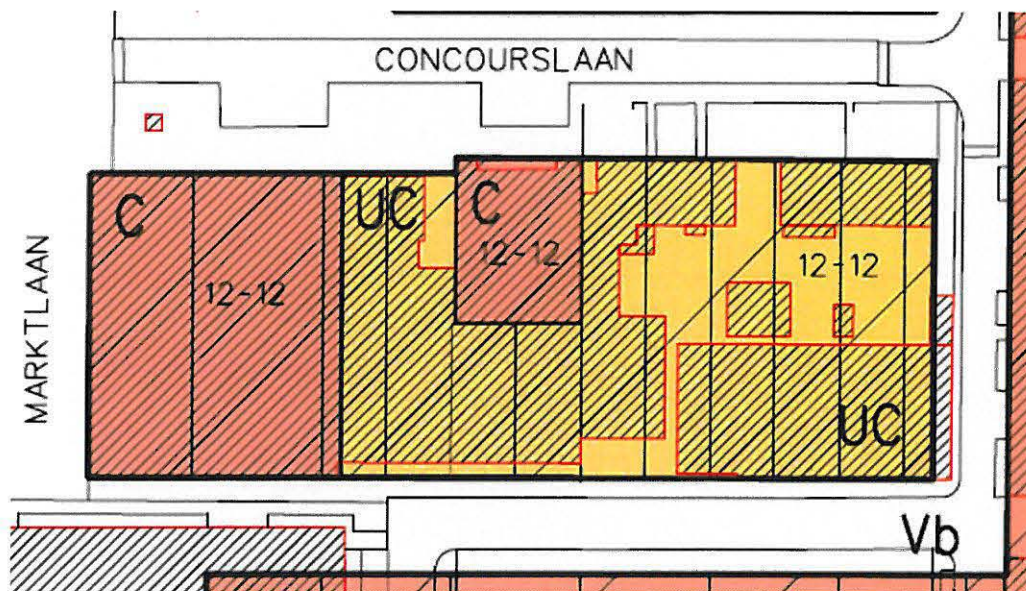 CONCOURSLAAN
C
UC
C
12-12
12-12
12-12
MARKTLAAN
UC
Vb